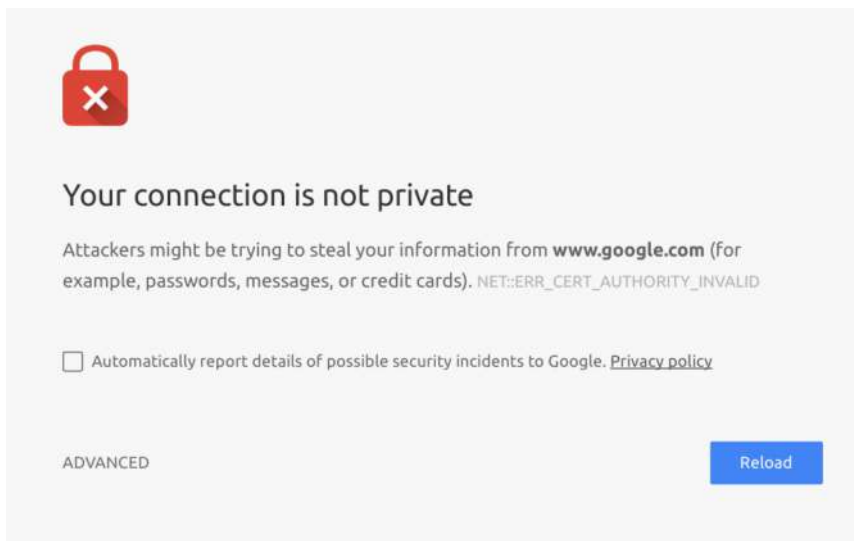 Your connection is not private
Attackers might be trying to steal your information from www.google.com (for
example, passwords, messages, or credit cards). NET::ERR_CERT_AUTHORITY_INVALID
Automatically report details of possible security incidents to Google. Privacy policy
ADVANCED
Reload